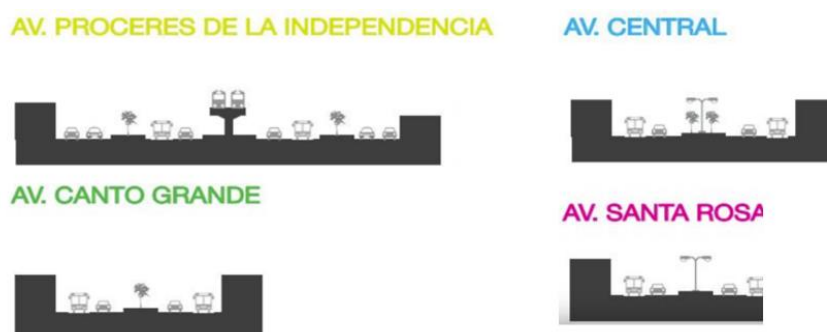 AV. PROCERES DE LA INDEPENDENCIA
AV. CENTRAL
AV. CANTO GRANDE
AV. SANTA ROSA